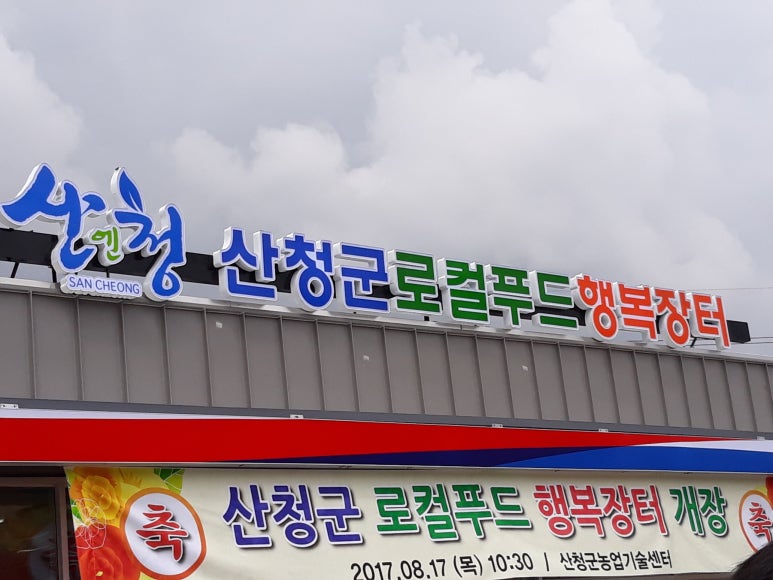 산엔청
SAN CHEONG
산청군로컬푸드행복장터
축 산청군 로컬푸드 행복장터 개장 축
2017.08.17 (목) 10:30 | 산청군농업기술센터